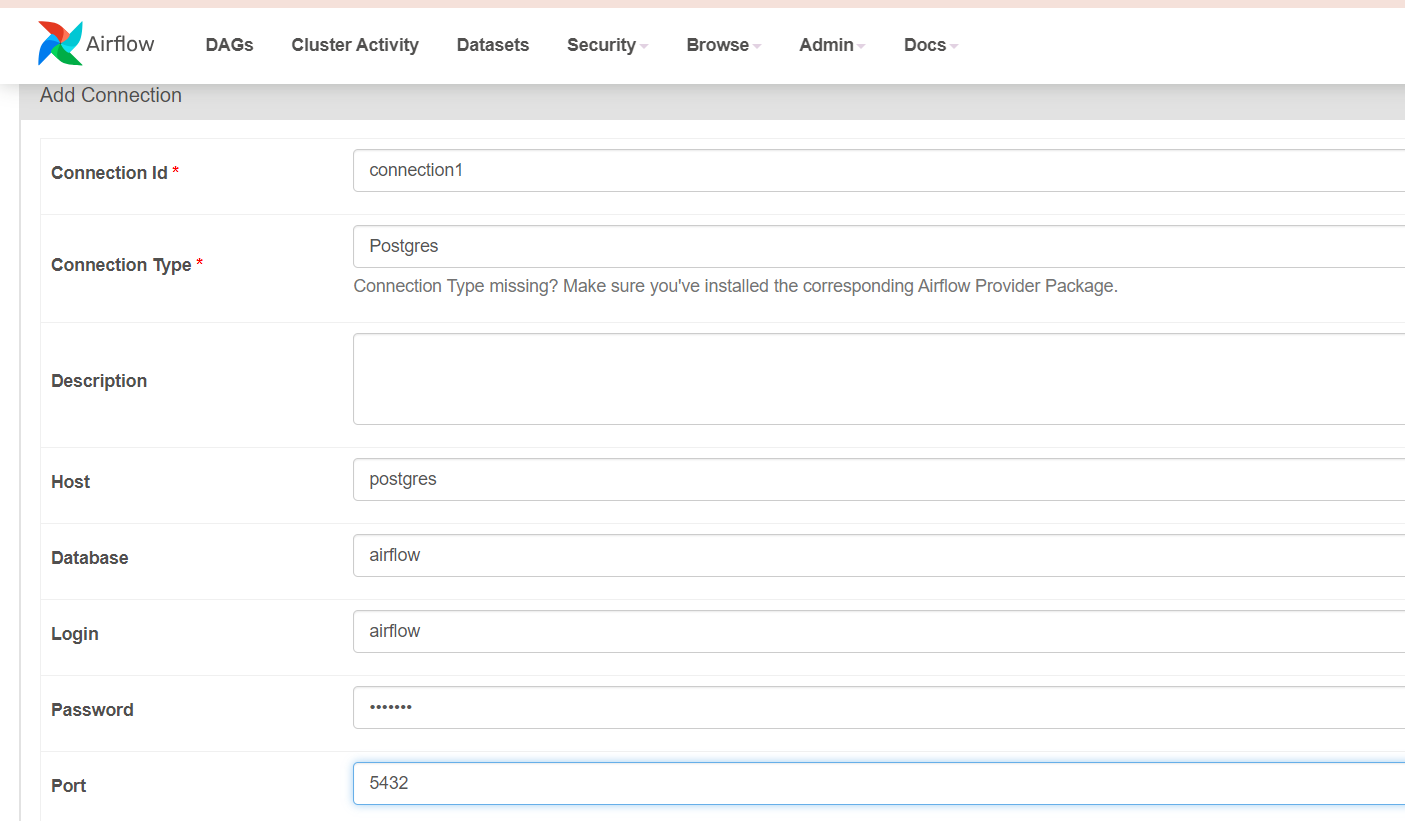 Airflow DAGs Cluster Activity Datasets Security Browse Admin Docs
Add Connection
Connection Id * connection1
Connection Type * Postgres
Connection Type missing? Make sure you've installed the corresponding Airflow Provider Package.
Description
Host postgres
Database airflow
Login airflow
Password •••••••
Port 5432